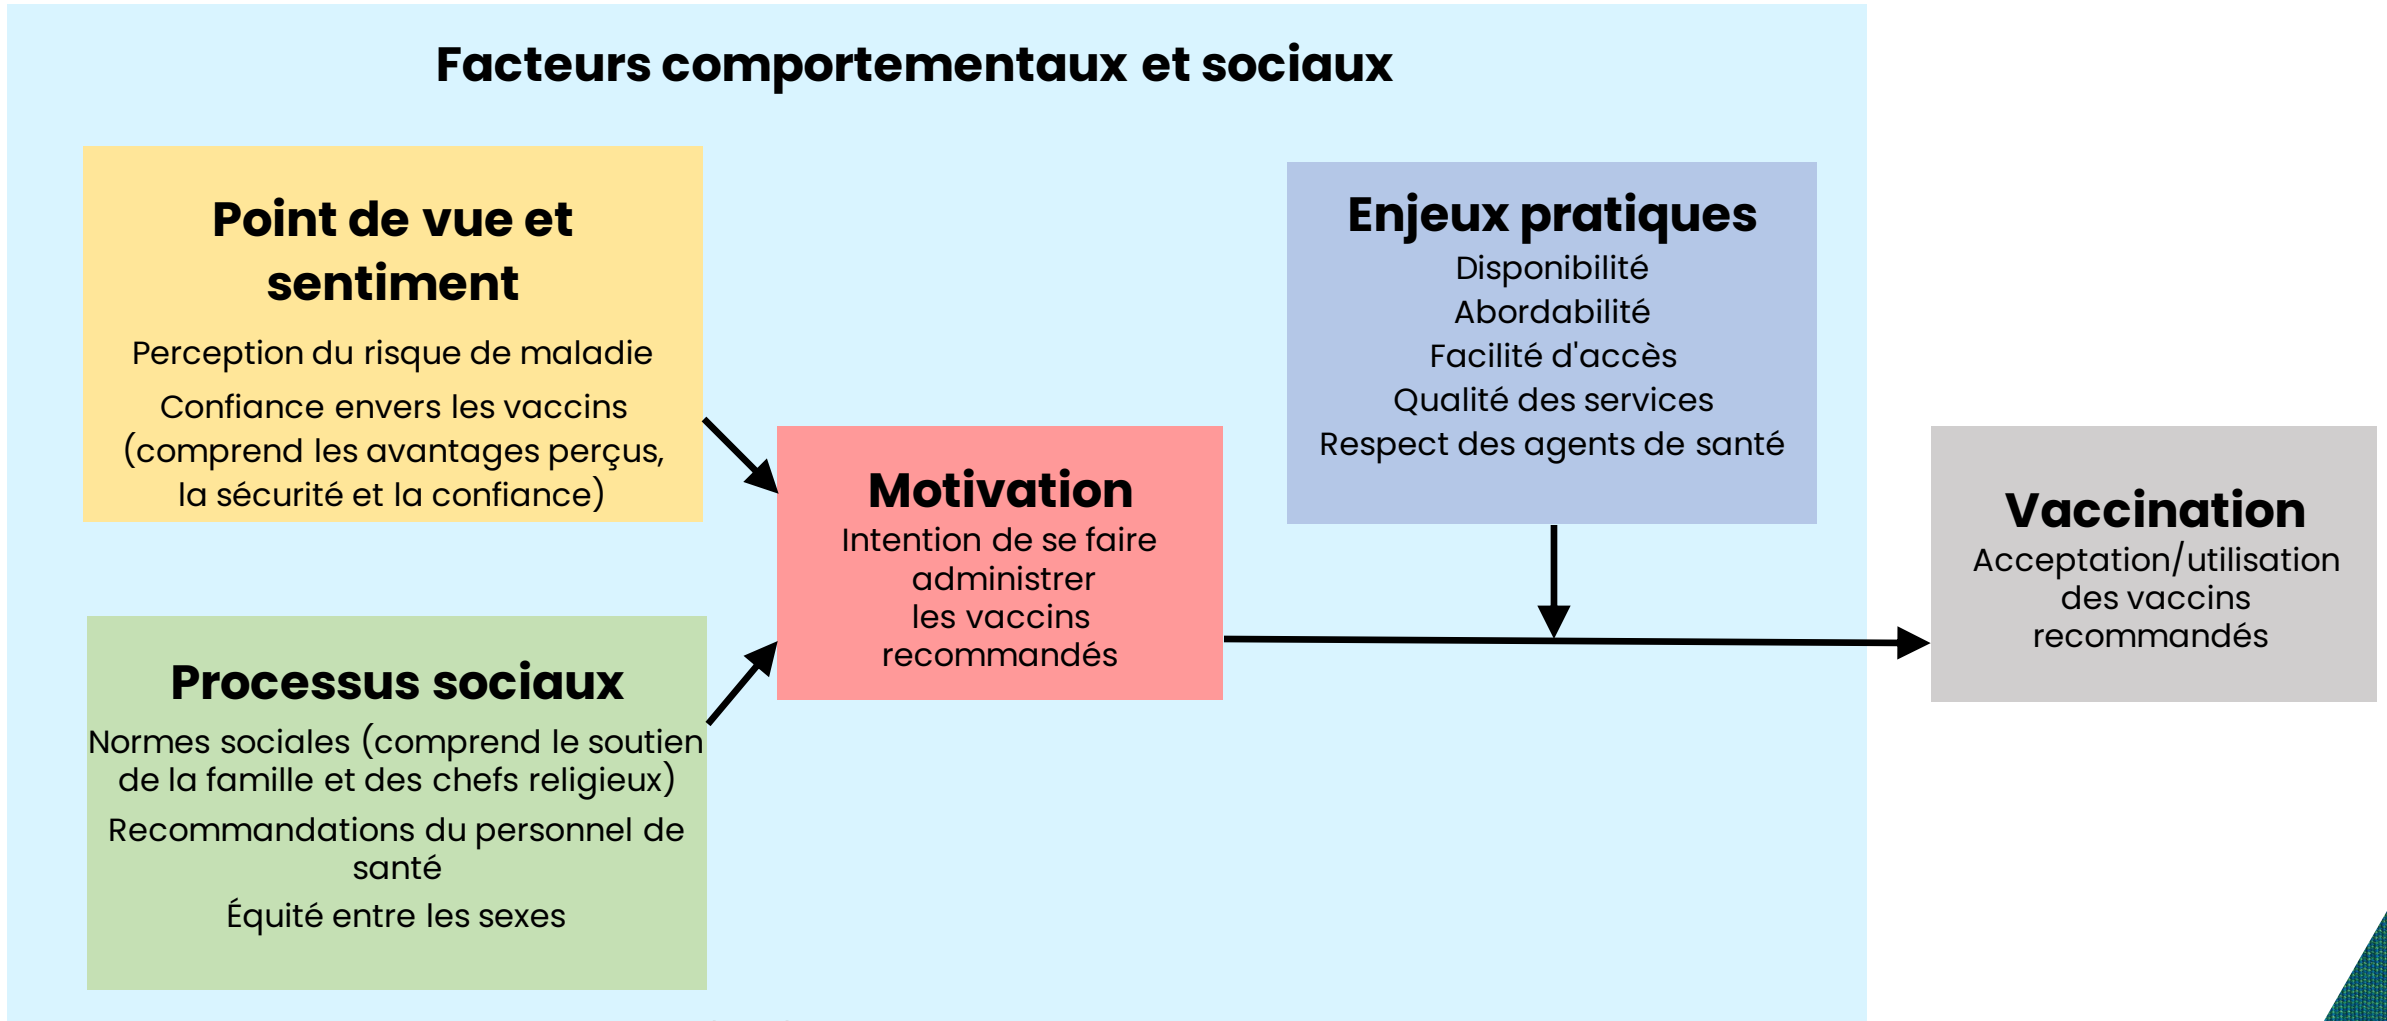 Facteurs comportementaux et sociaux
Point de vue et
sentiment
Perception du risque de maladie
Confiance envers les vaccins
(comprend les avantages perçus,
la sécurité et la confiance)
Processus sociaux
Normes sociales (comprend le soutien
de la famille et des chefs religieux)
Recommandations du personnel de
santé
Équité entre les sexes
Motivation
Intention de se faire
administrer
les vaccins
recommandés
Enjeux pratiques
Disponibilité
Abordabilité
Facilité d'accès
Qualité des services
Respect des agents de santé
Vaccination
Acceptation/utilisation
des vaccins
recommandés